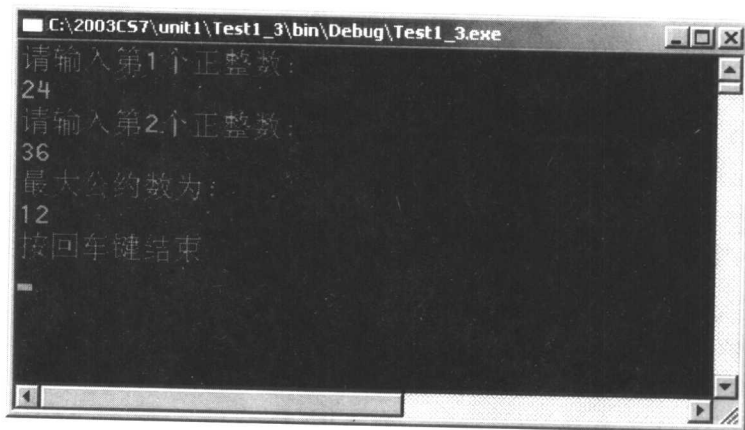 C:\2003CS7\unit1\Test1_3\bin\Debug\Test1_3.exe
请输入第1个正整数:
24
请输入第2个正整数:
36
最大公约数为:
12
按回车键结束